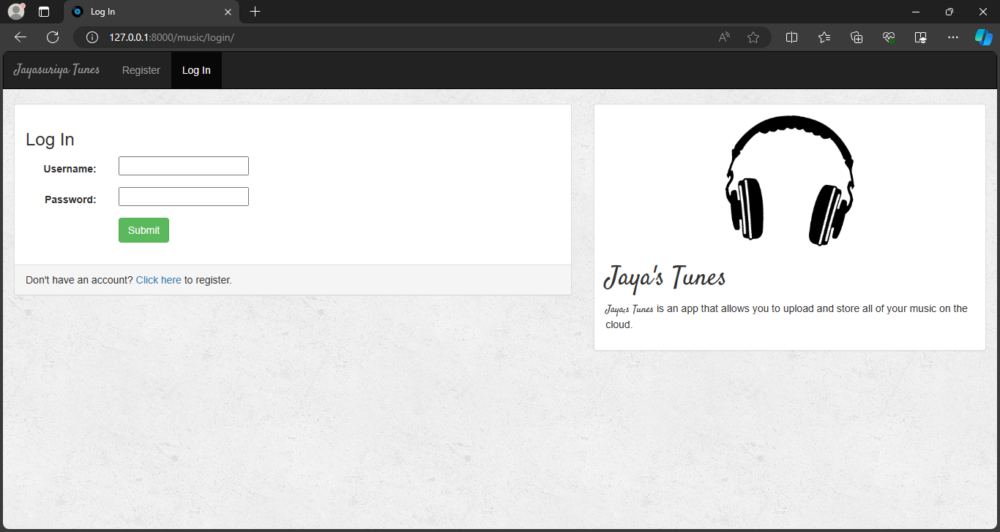 Log In
127.0.0.1:8000/music/login/
Jayasuriya Tunes Register Log In
Log In
Username:
Password:
Submit
Don't have an account? Click here to register.
Jaya's Tunes
Jaya;s Tunes is an app that allows you to upload and store all of your music on the
cloud.